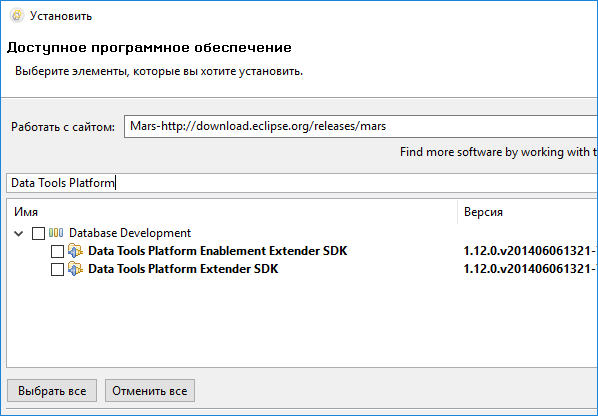 Установить
Доступное программное обеспечение
Выберите элементы, которые вы хотите установить.
Работать с сайтом: Mars-http://download.eclipse.org/releases/mars
Find more software by working with t
Data Tools Platform
Имя Версия
Database Development
Data Tools Platform Enablement Extender SDK 1.12.0.v201406061321-
Data Tools Platform Extender SDK 1.12.0.v201406061321-
Выбрать все Отменить все